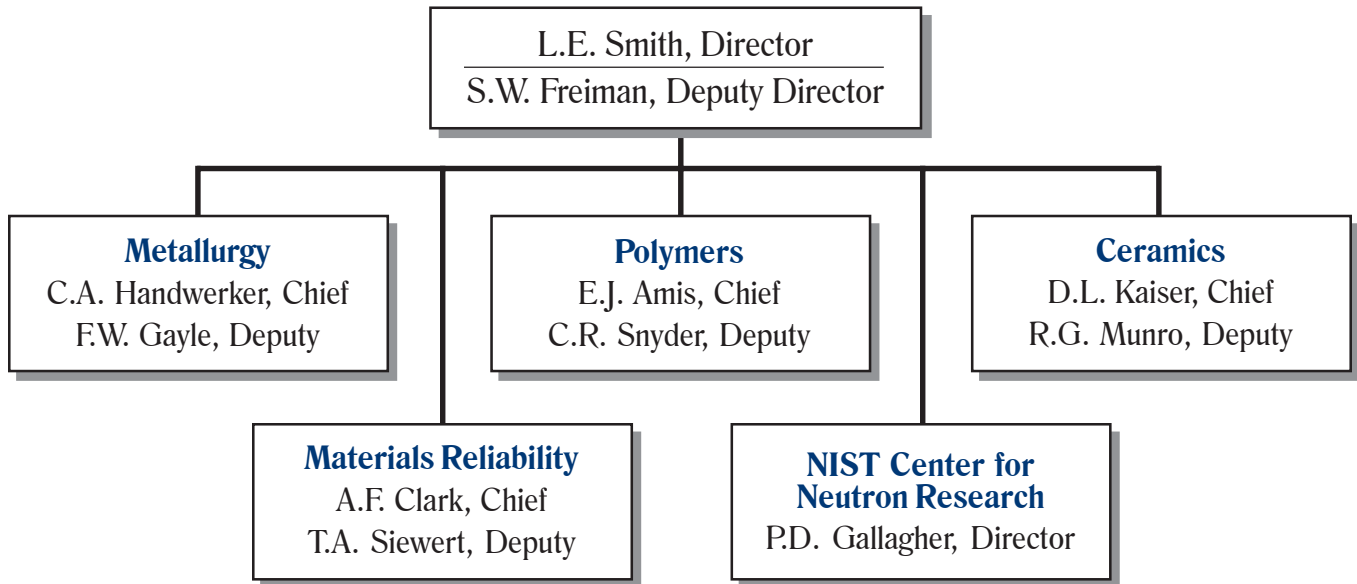 L.E. Smith, Director
S.W. Freiman, Deputy Director
Metallurgy
C.A. Handwerker, Chief
F.W. Gayle, Deputy
Polymers
E.J. Amis, Chief
C.R. Snyder, Deputy
Ceramics
D.L. Kaiser, Chief
R.G. Munro, Deputy
Materials Reliability
A.F. Clark, Chief
T.A. Siewert, Deputy
NIST Center for
Neutron Research
P.D. Gallagher, Director